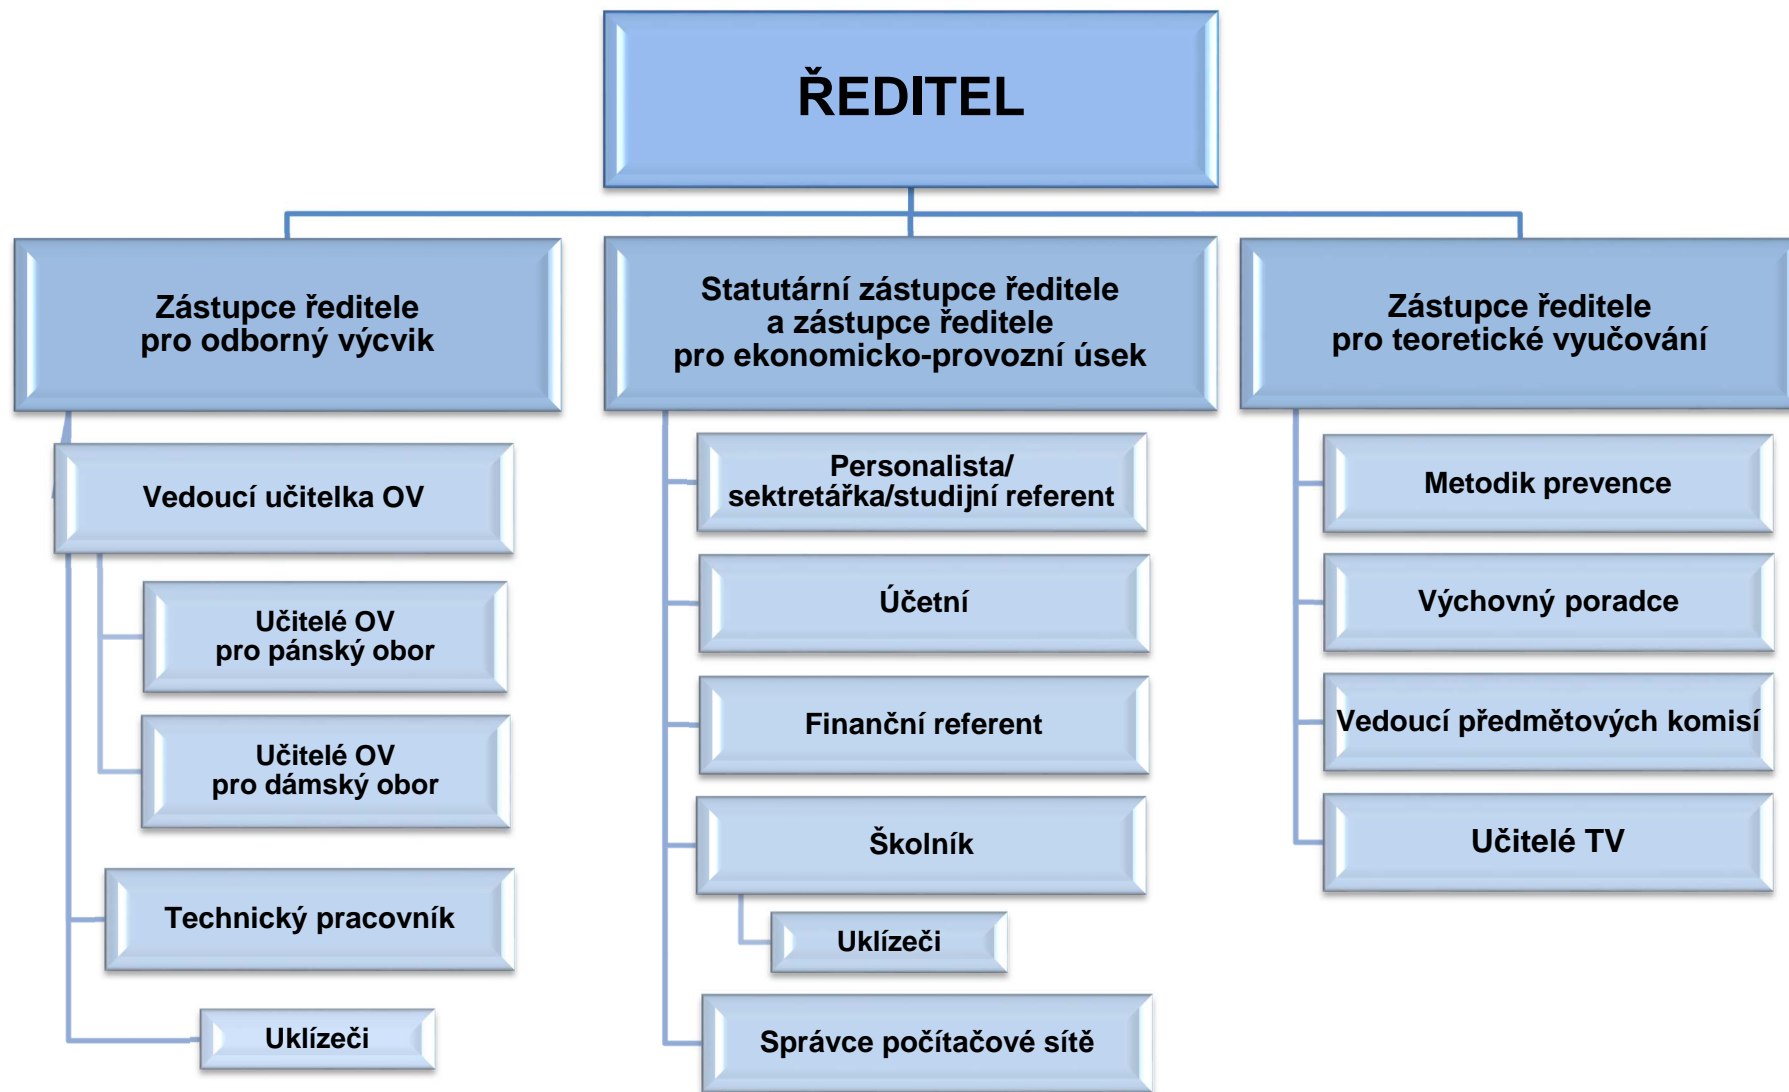 ŘEDITEL
Zástupce ředitele
pro odborný výcvik
Vedoucí učitelka OV
Učitelé OV
pro pánský obor
Učitelé OV
pro dámský obor
Technický pracovník
Uklízeči
Statutární zástupce ředitele
a zástupce ředitele
pro ekonomicko-provozní úsek
Personalista/
sektretářka/studijní referent
Účetní
Finanční referent
Školník
Uklízeči
Správce počítačové sítě
Zástupce ředitele
pro teoretické vyučování
Metodik prevence
Výchovný poradce
Vedoucí předmětových komisí
Učitelé TV